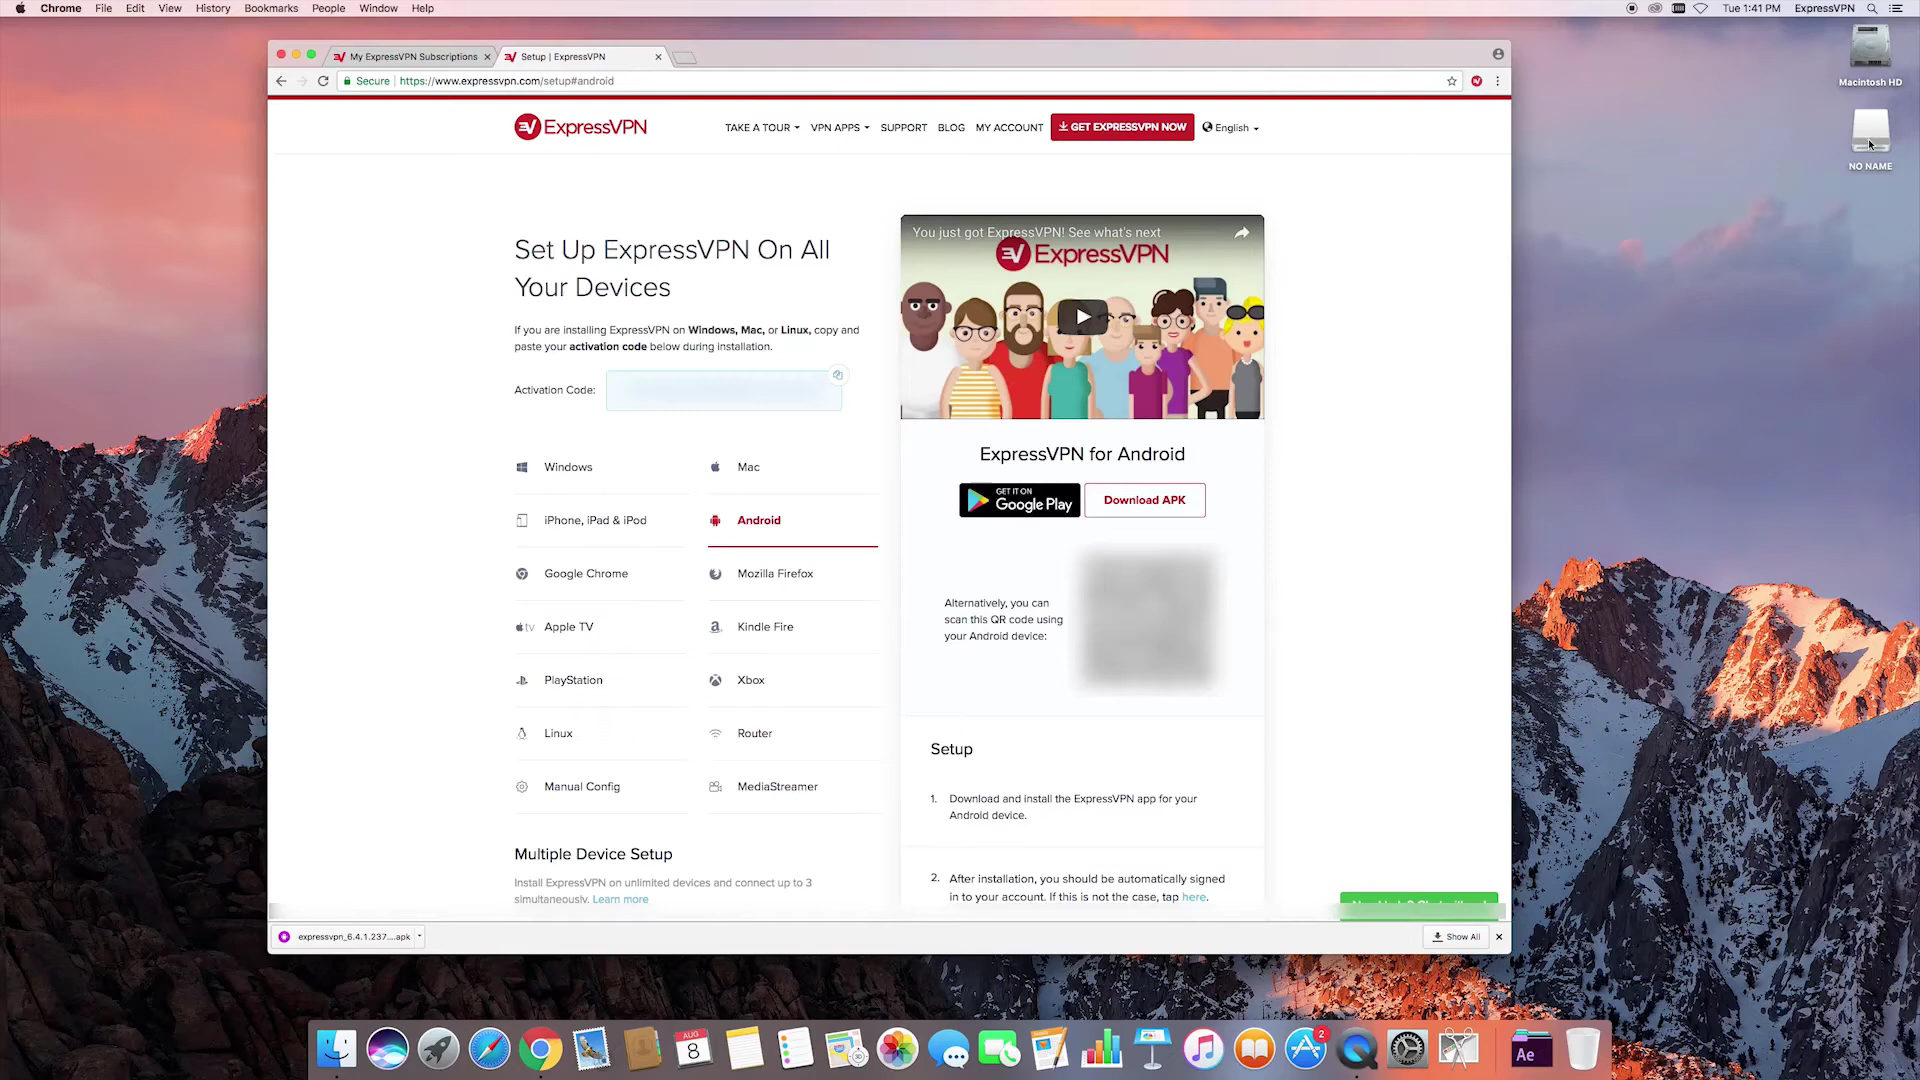 Chrome File Edit View History Bookmarks People Window Help
Tue 1:41 PM ExpressVPN
My ExpressVPN Subscriptions
Setup | ExpressVPN
Secure https://www.expressvpn.com/setup#android
Macintosh HD
NO NAME
ExpressVPN
TAKE A TOUR VPN APPS SUPPORT BLOG MY ACCOUNT GET EXPRESSVPN NOW English
Set Up ExpressVPN On All
Your Devices
If you are installing ExpressVPN on Windows, Mac, or Linux, copy and
paste your activation code below during installation.
Activation Code:
Windows
Mac
iPhone, iPad & iPod
Android
Google Chrome
Mozilla Firefox
tv Apple TV
Kindle Fire
PlayStation
Xbox
Linux
Router
Manual Config
MediaStreamer
Multiple Device Setup
Install ExpressVPN on unlimited devices and connect up to 3
simultaneously. Learn more
You just got ExpressVPN! See what's next
ExpressVPN
ExpressVPN for Android
GET IT ON
Google Play
Download APK
Alternatively, you can
scan this QR code using
your Android device:
Setup
1. Download and install the ExpressVPN app for your
Android device.
2. After installation, you should be automatically signed
in to your account. If this is not the case, tap here.
expressvpn_6.4.1.237....apk
Show All
AUG
8
2
Ae